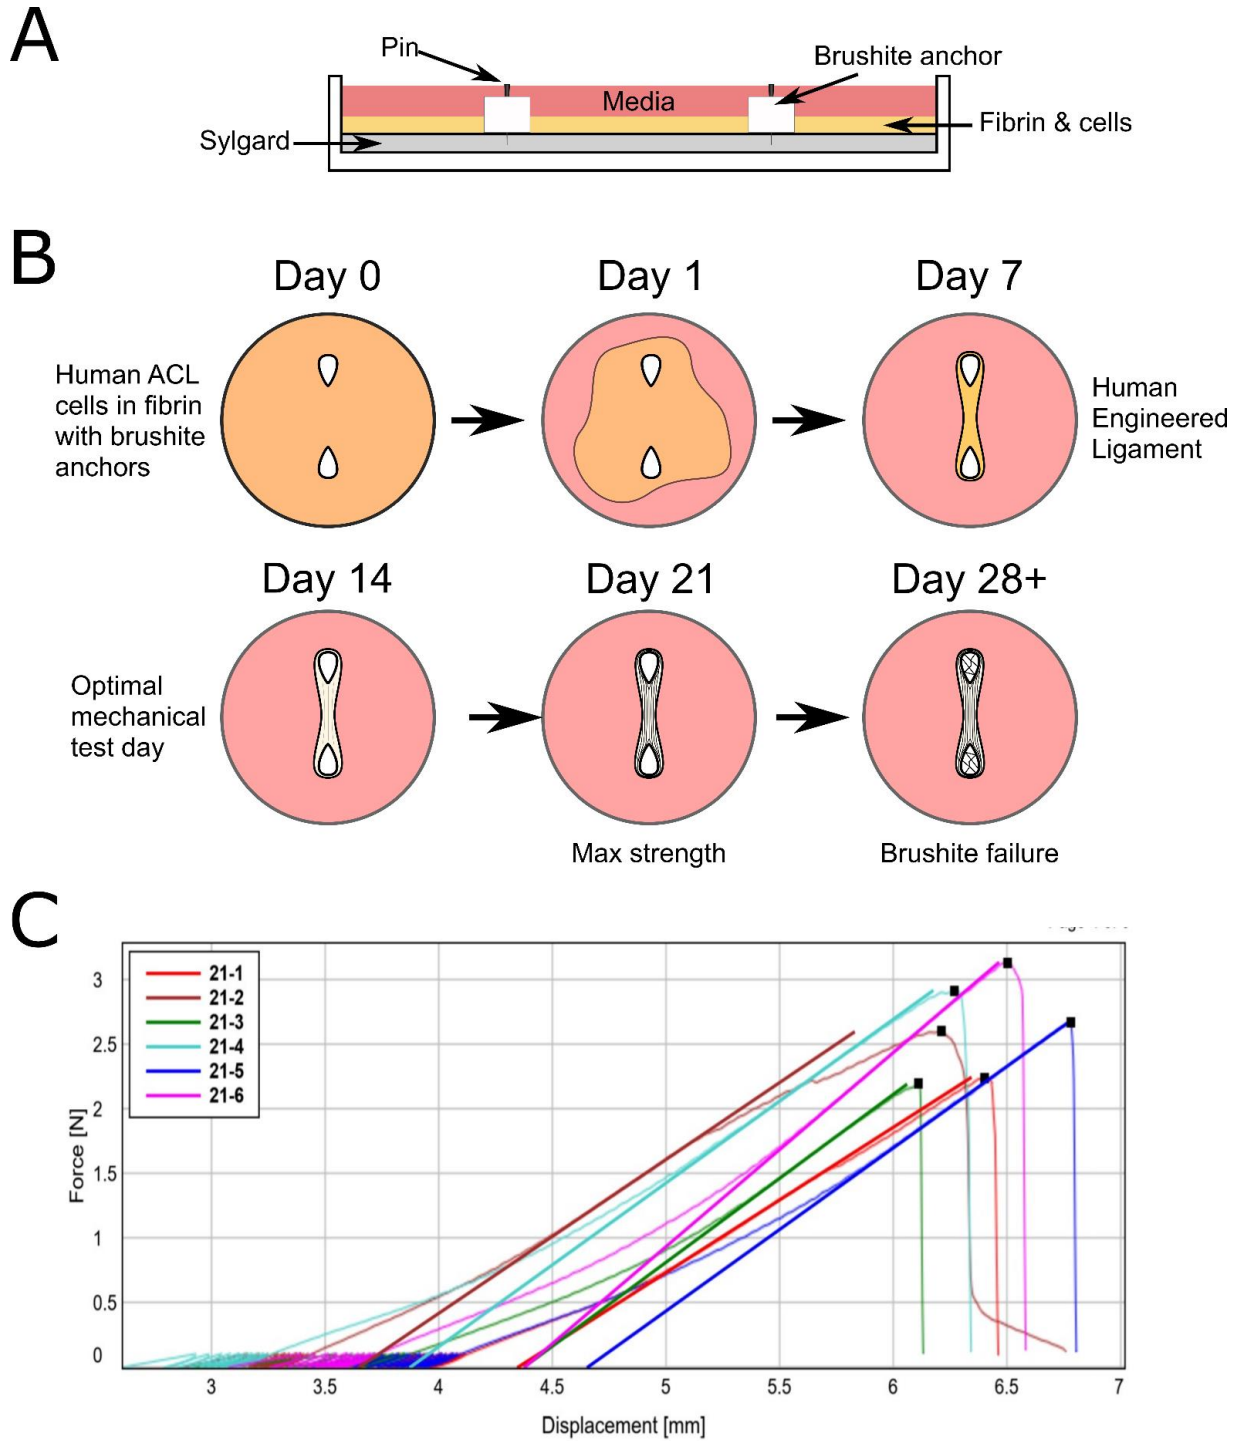 A
Pin
Brushite anchor
Media
Sylgard
Fibrin & cells
B
Day 0
Day 1
Day 7
Human ACL
cells in fibrin
with brushite
anchors
Human
Engineered
Ligament
Day 14
Day 21
Day 28+
Optimal
mechanical
test day
Max strength
Brushite failure
C
21-1
21-2
21-3
21-4
21-5
21-6
3
2.5
2
1.5
1
0.5
0
Force [N]
3
3.5
4
4.5
5
5.5
6
6.5
7
Displacement [mm]